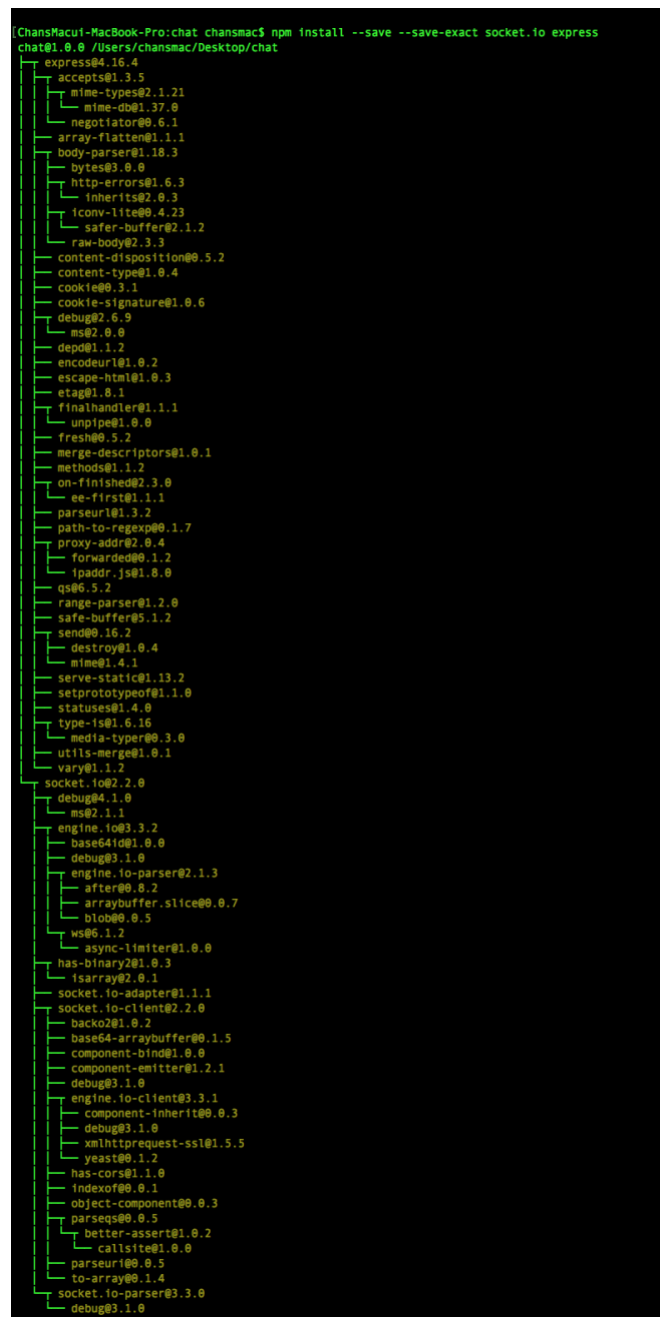 [ChansMacui-MacBook-Pro:chat chansmac$ npm install --save --save-exact socket.io express
chat@1.0.0 /Users/chansmac/Desktop/chat
├─┬ express@4.16.4
│ ├─┬ accepts@1.3.5
│ │ ├─┬ mime-types@2.1.21
│ │ │ └── mime-db@1.37.0
│ │ └── negotiator@0.6.1
│ ├── array-flatten@1.1.1
│ ├─┬ body-parser@1.18.3
│ │ ├── bytes@3.0.0
│ │ ├─┬ http-errors@1.6.3
│ │ │ └── inherits@2.0.3
│ │ ├─┬ iconv-lite@0.4.23
│ │ │ └── safer-buffer@2.1.2
│ │ └── raw-body@2.3.3
│ ├── content-disposition@0.5.2
│ ├── content-type@1.0.4
│ ├── cookie@0.3.1
│ ├── cookie-signature@1.0.6
│ ├─┬ debug@2.6.9
│ │ └── ms@2.0.0
│ ├── depd@1.1.2
│ ├── encodeurl@1.0.2
│ ├── escape-html@1.0.3
│ ├── etag@1.8.1
│ ├─┬ finalhandler@1.1.1
│ │ └── unpipe@1.0.0
│ ├── fresh@0.5.2
│ ├── merge-descriptors@1.0.1
│ ├── methods@1.1.2
│ ├─┬ on-finished@2.3.0
│ │ └── ee-first@1.1.1
│ ├── parseurl@1.3.2
│ ├── path-to-regexp@0.1.7
│ ├─┬ proxy-addr@2.0.4
│ │ ├── forwarded@0.1.2
│ │ └── ipaddr.js@1.8.0
│ ├── qs@6.5.2
│ ├── range-parser@1.2.0
│ ├── safe-buffer@5.1.2
│ ├─┬ send@0.16.2
│ │ ├── destroy@1.0.4
│ │ └── mime@1.4.1
│ ├── serve-static@1.13.2
│ ├── setprototypeof@1.1.0
│ ├── statuses@1.4.0
│ ├─┬ type-is@1.6.16
│ │ └── media-typer@0.3.0
│ ├── utils-merge@1.0.1
│ └── vary@1.1.2
└─┬ socket.io@2.2.0
  ├─┬ debug@4.1.0
  │ └── ms@2.1.1
  ├─┬ engine.io@3.3.2
  │ ├── base64id@1.0.0
  │ ├── debug@3.1.0
  │ ├─┬ engine.io-parser@2.1.3
  │ │ ├── after@0.8.2
  │ │ ├── arraybuffer.slice@0.0.7
  │ │ └── blob@0.0.5
  │ └─┬ ws@6.1.2
  │   └── async-limiter@1.0.0
  ├─┬ has-binary2@1.0.3
  │ └── isarray@2.0.1
  ├── socket.io-adapter@1.1.1
  ├─┬ socket.io-client@2.2.0
  │ ├── backo2@1.0.2
  │ ├── base64-arraybuffer@0.1.5
  │ ├── component-bind@1.0.0
  │ ├── component-emitter@1.2.1
  │ ├── debug@3.1.0
  │ ├─┬ engine.io-client@3.3.1
  │ │ ├── component-inherit@0.0.3
  │ │ ├── debug@3.1.0
  │ │ ├── xmlhttprequest-ssl@1.5.5
  │ │ └── yeast@0.1.2
  │ ├── has-cors@1.1.0
  │ ├── indexof@0.0.1
  │ ├── object-component@0.0.3
  │ ├─┬ parseqs@0.0.5
  │ │ └─┬ better-assert@1.0.2
  │ │   └── callsite@1.0.0
  │ ├── parseuri@0.0.5
  │ └── to-array@0.1.4
  └─┬ socket.io-parser@3.3.0
    └── debug@3.1.0